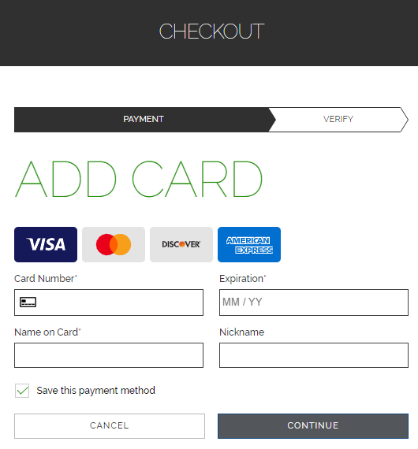 CHECKOUT
PAYMENT VERIFY
ADD CARD
VISA DISCOVER AMERICAN EXPRESS
Card Number* Expiration*
MM / YY
Name on Card* Nickname
Save this payment method
CANCEL CONTINUE